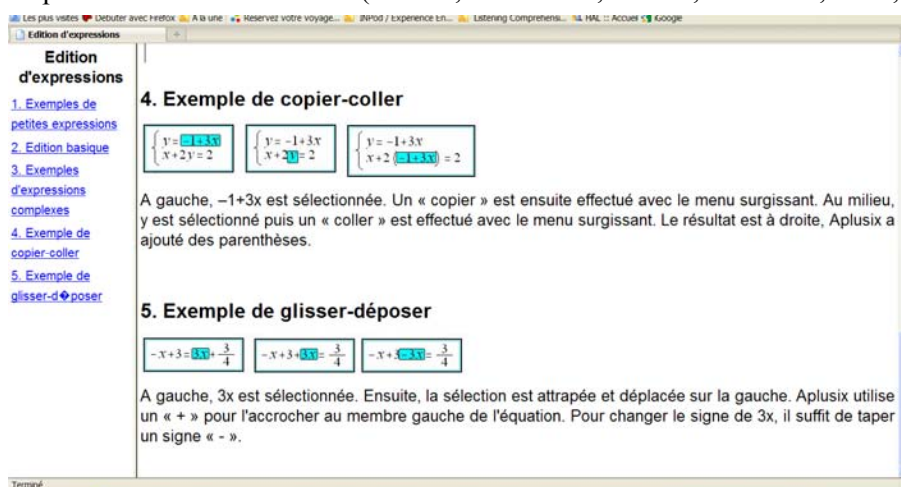 Les plus visites Débuter avec Firefox A la une Réservez votre voyage... INPod / Expérience En... Listening Comprehensi... HAL :: Accueil iGoogle
Edition d'expressions
Edition
d'expressions
1. Exemples de
petites expressions
2. Edition basique
3. Exemples
d'expressions
complexes
4. Exemple de
copier-coller
5. Exemple de
glisser-d�poser
4. Exemple de copier-coller
y = -1+3x
x+2y = 2
y = -1+3x
x+2y = 2
y = -1+3x
x+2 (-1+3x) = 2
A gauche, –1+3x est sélectionnée. Un « copier » est ensuite effectué avec le menu surgissant. Au milieu,
y est sélectionné puis un « coller » est effectué avec le menu surgissant. Le résultat est à droite, Aplusix a
ajouté des parenthèses.
5. Exemple de glisser-déposer
-x+3 = 3x + 3/4
-x+3+3x = 3/4
-x+3-3x = 3/4
A gauche, 3x est sélectionnée. Ensuite, la sélection est attrapée et déplacée sur la gauche. Aplusix utilise
un « + » pour l'accrocher au membre gauche de l'équation. Pour changer le signe de 3x, il suffit de taper
un signe « - ».
Terminé